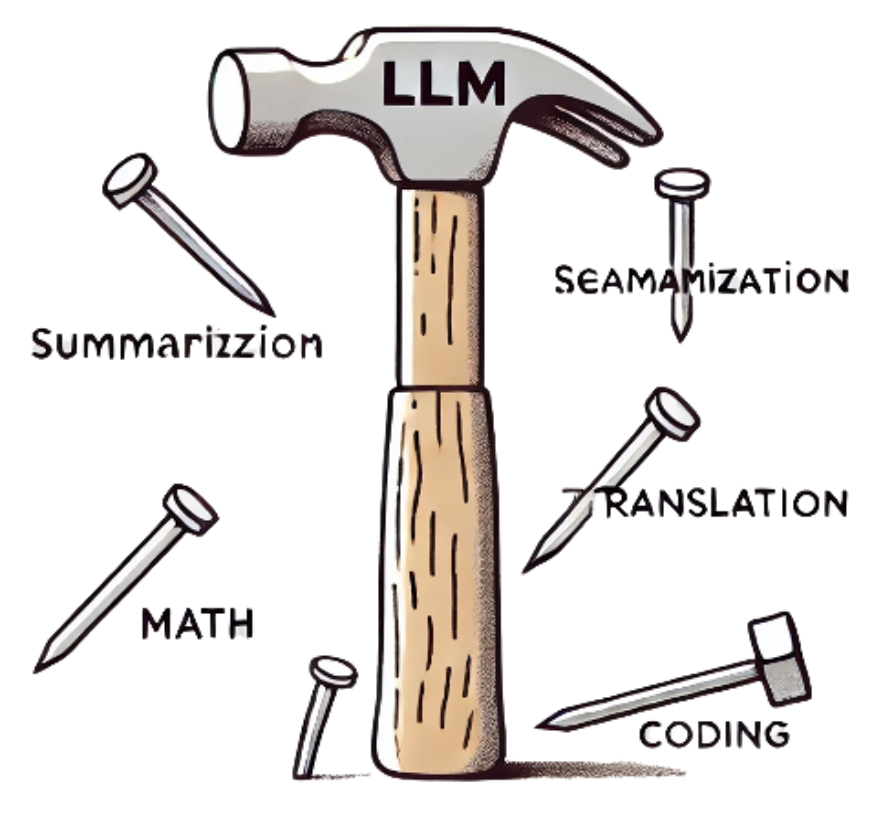 LLM
SEAMAMiZATiON
Summarizzion
TRANSLATION
MATH
CODING